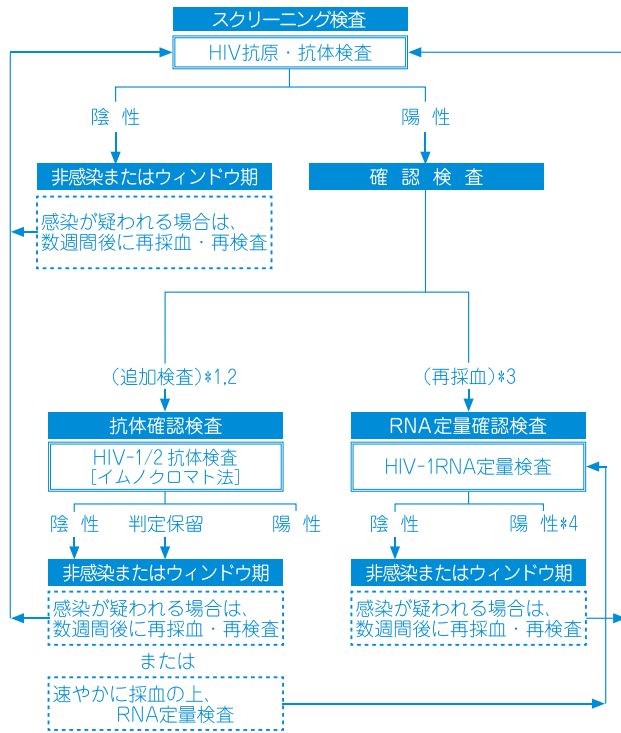 スクリーニング検査
HIV抗原・抗体検査
陰 性
陽 性
非感染またはウィンドウ期
確 認 検 査
感染が疑われる場合は、
数週間後に再採血・再検査
(追加検査)*1,2
(再採血)*3
抗体確認検査
RNA定量確認検査
HIV-1/2 抗体検査
[イムノクロマト法]
HIV-1RNA定量検査
陰 性
判定保留
陽 性
陰 性
陽 性*4
非感染またはウィンドウ期
非感染またはウィンドウ期
感染が疑われる場合は、
数週間後に再採血・再検査
感染が疑われる場合は、
数週間後に再採血・再検査
または
速やかに採血の上、
RNA定量検査